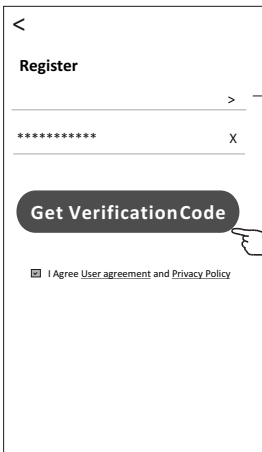 <
Register
>
*********** X
Get VerificationCode
I Agree User agreement and Privacy Policy